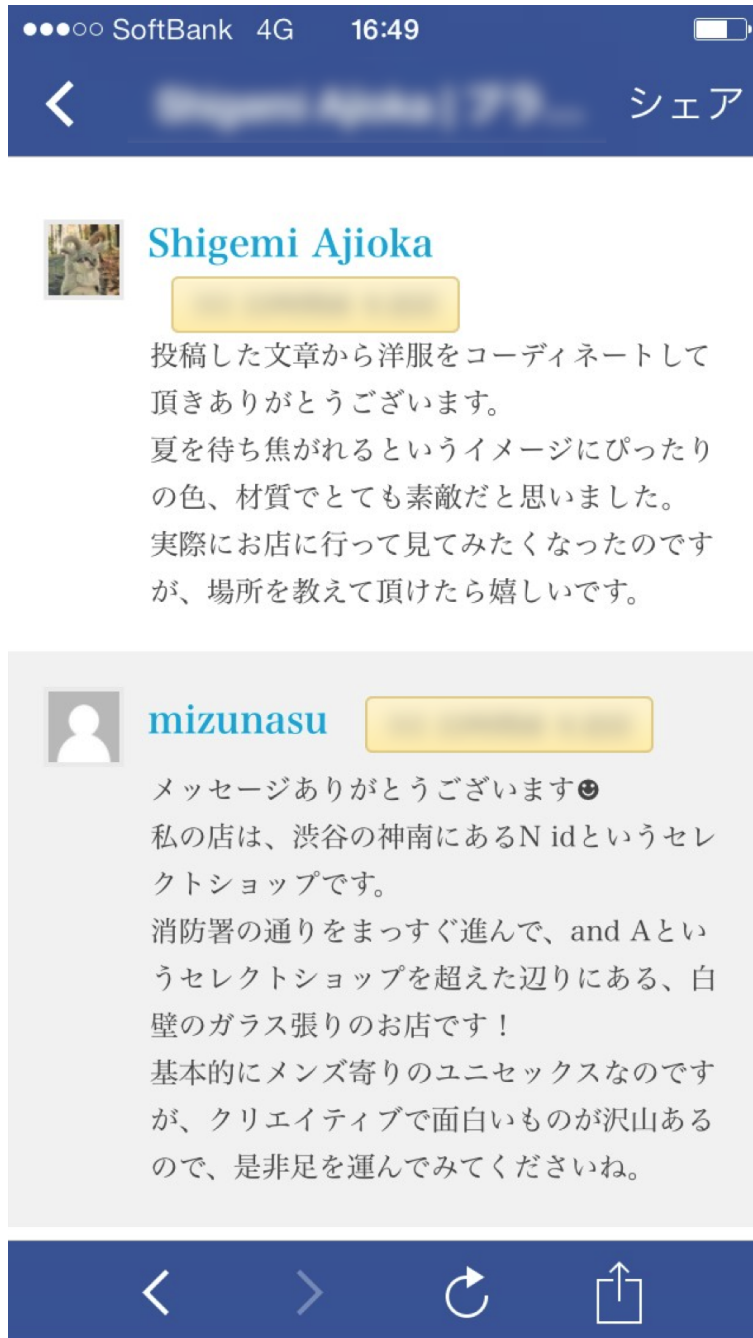 SoftBank 4G 16:49
シェア
Shigemi Ajioka
投稿した文章から洋服をコーディネートして
頂きありがとうございます。
夏を待ち焦がれるというイメージにぴったり
の色、材質でとても素敵だと思いました。
実際にお店に行って見てみたくなったのです
が、場所を教えて頂けたら嬉しいです。
mizunasu
メッセージありがとうございます☻
私の店は、渋谷の神南にあるN idというセレ
クトショップです。
消防署の通りをまっすぐ進んで、and Aとい
うセレクトショップを超えた辺りにある、白
壁のガラス張りのお店です！
基本的にメンズ寄りのユニセックスなのです
が、クリエイティブで面白いものが沢山ある
ので、是非足を運んでみてくださいね。